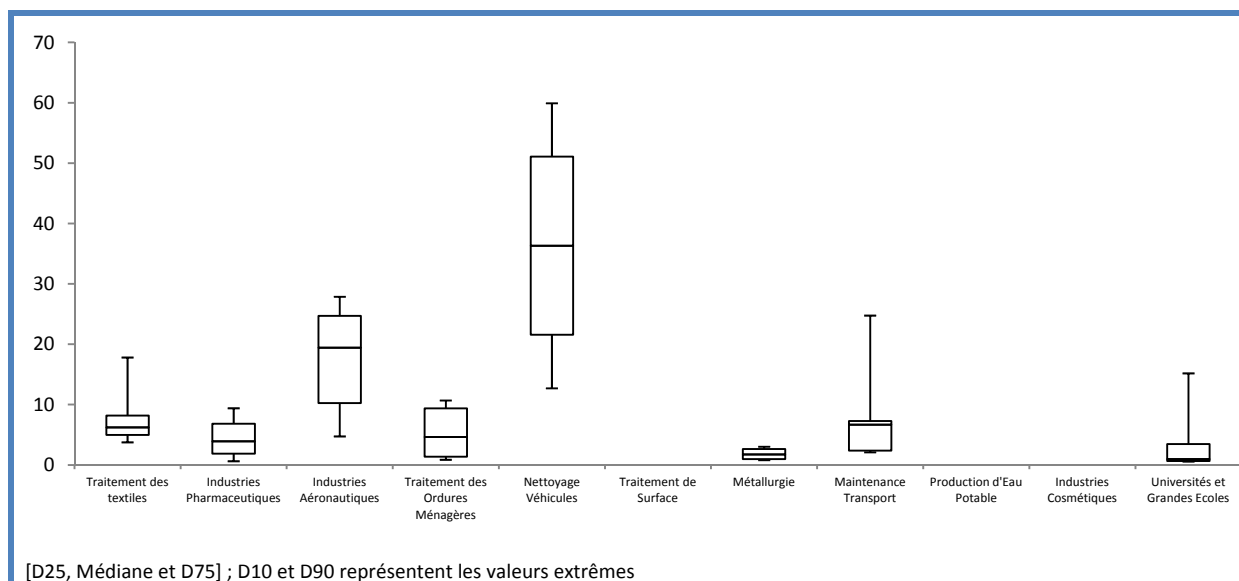 70
60
50
40
30
20
10
0
Traitement des textiles
Industries Pharmaceutiques
Industries Aéronautiques
Traitement des Ordures Ménagères
Nettoyage Véhicules
Traitement de Surface
Métallurgie
Maintenance Transport
Production d'Eau Potable
Industries Cosmétiques
Universités et Grandes Ecoles
[D25, Médiane et D75] ; D10 et D90 représentent les valeurs extrêmes